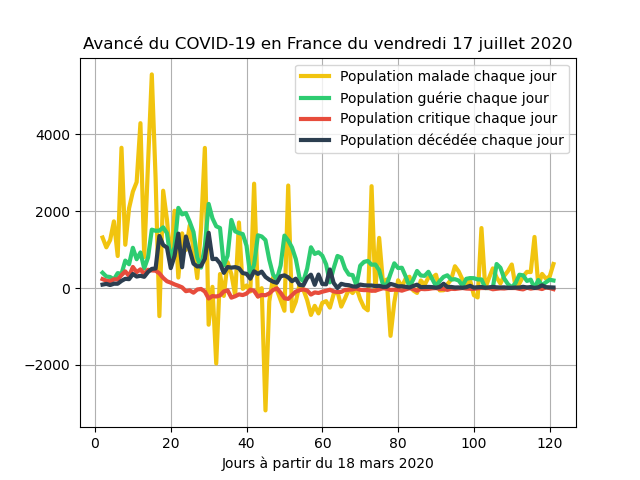 Avancé du COVID-19 en France du vendredi 17 juillet 2020
Population malade chaque jour
Population guérie chaque jour
Population critique chaque jour
Population décédée chaque jour
4000
2000
0
−2000
0 20 40 60 80 100 120
Jours à partir du 18 mars 2020